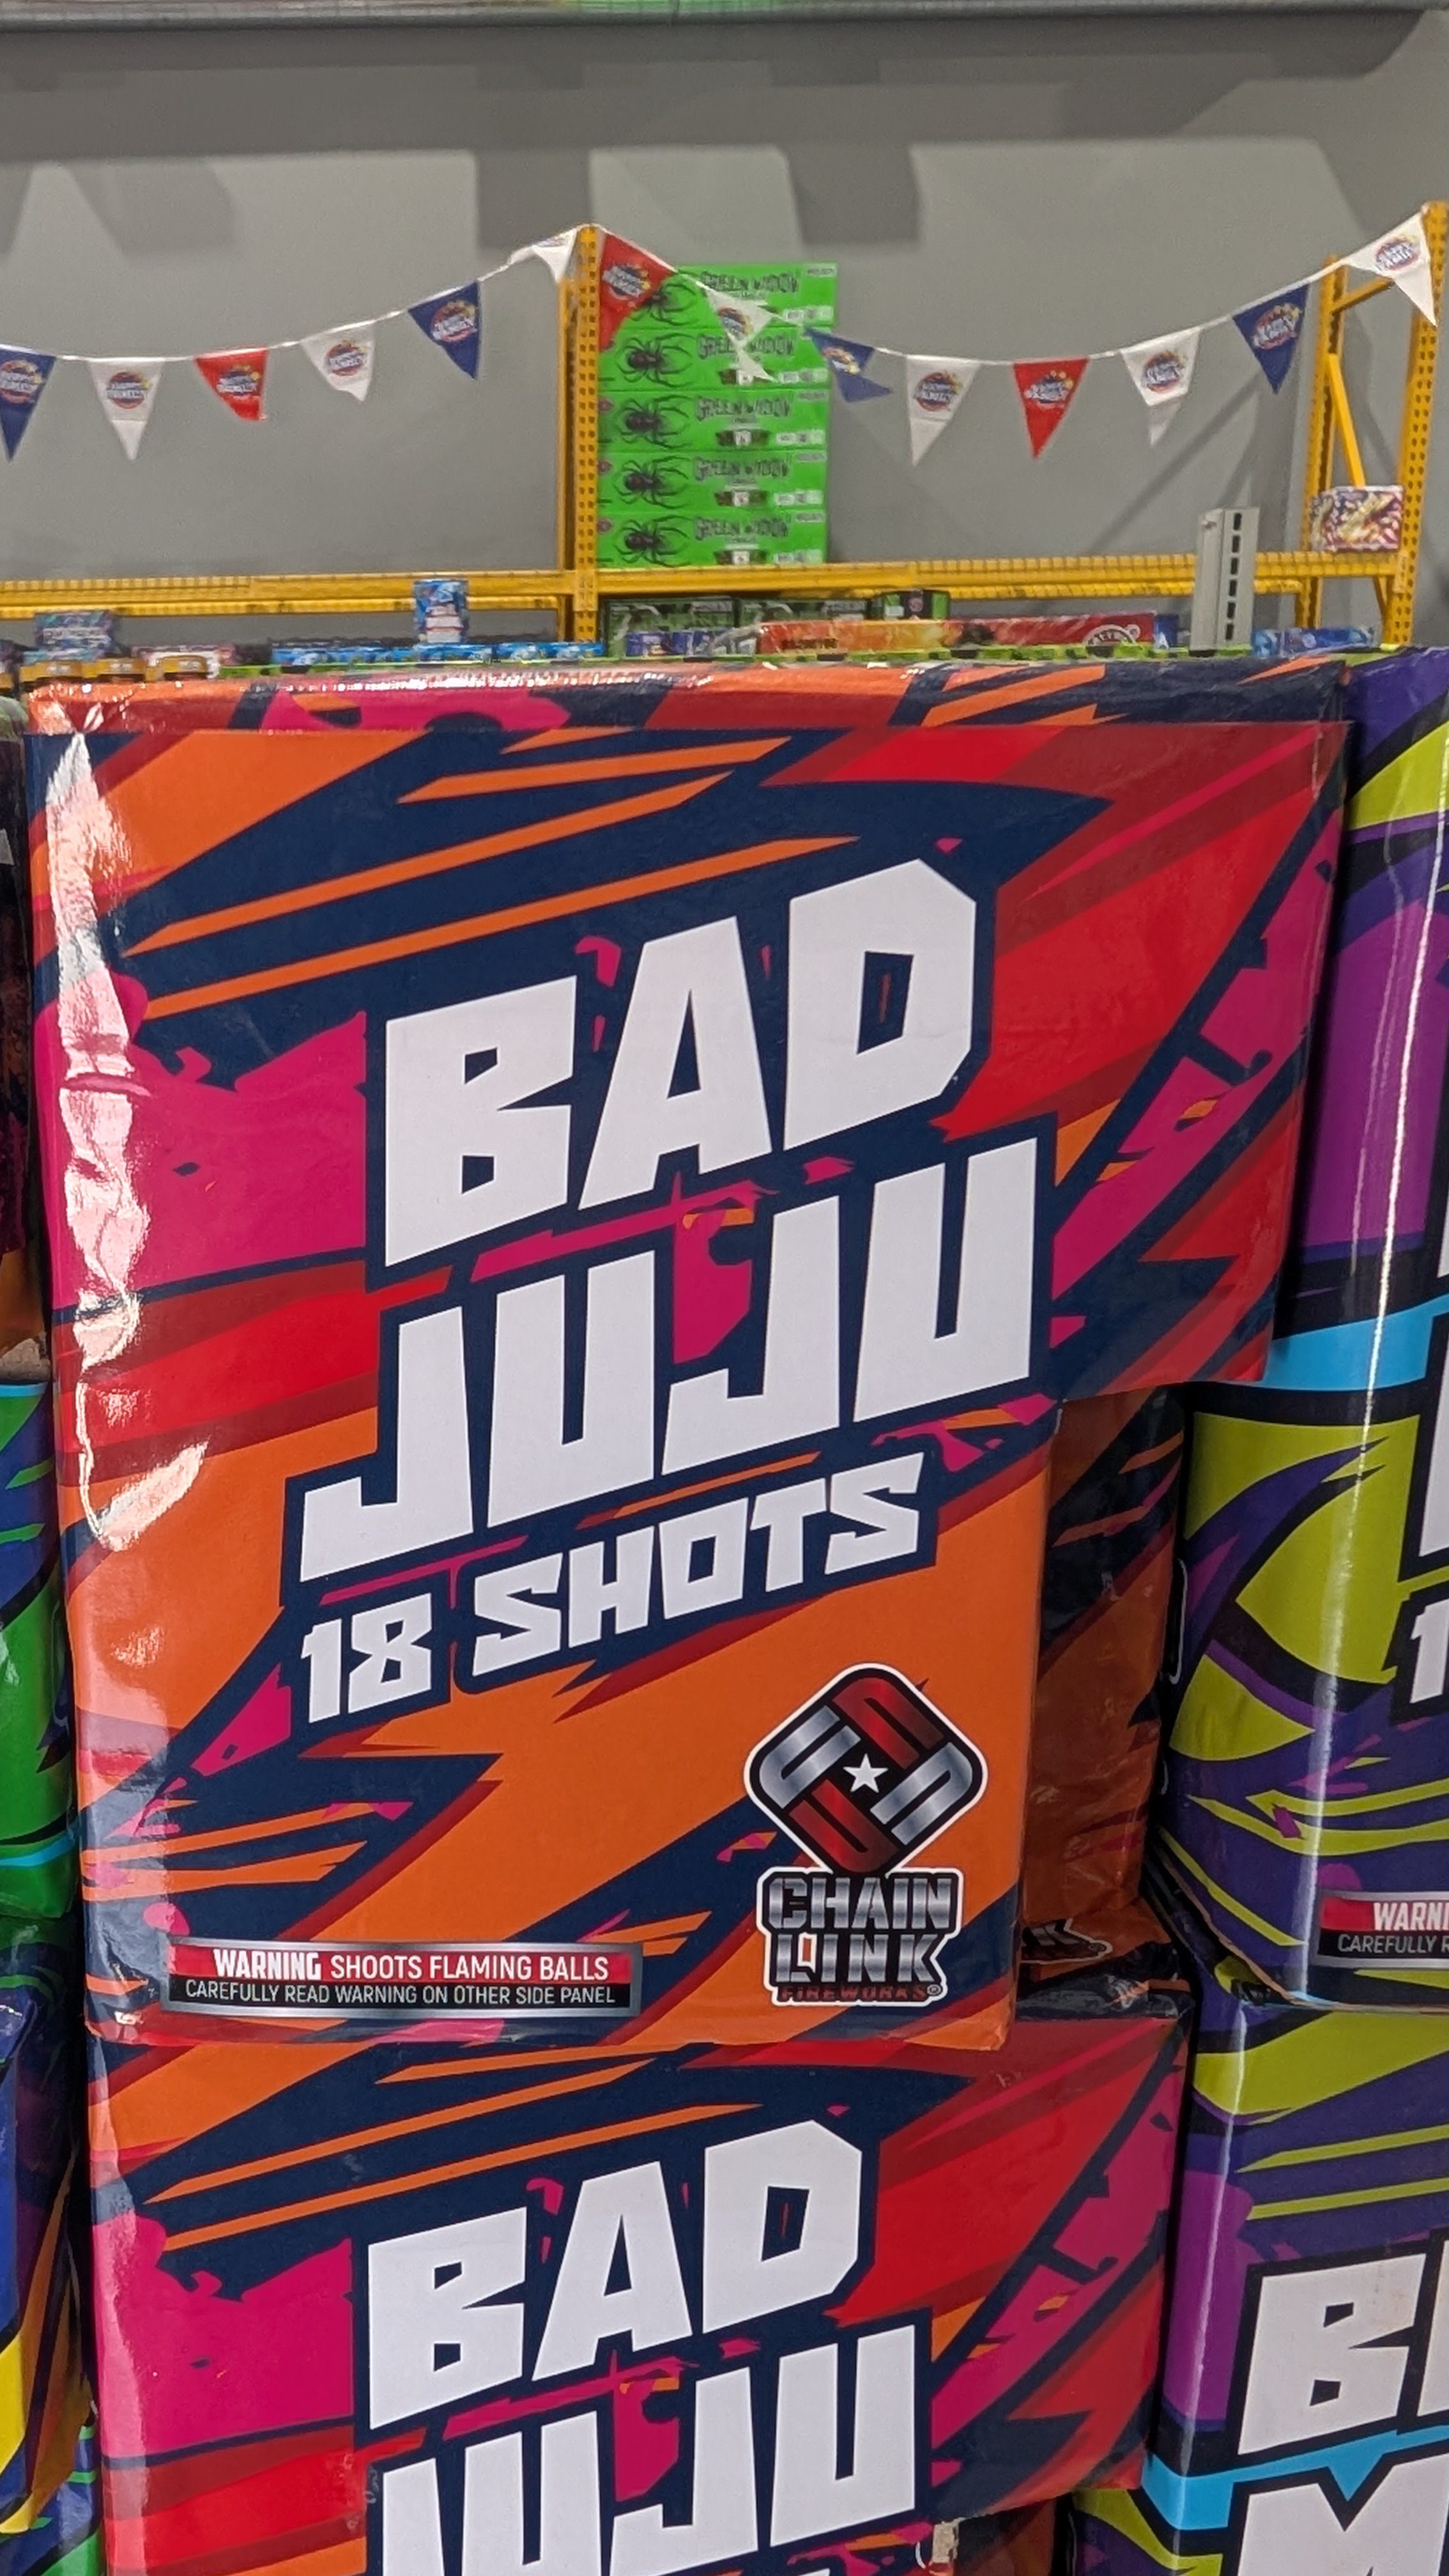 GREEN WIDOW
GREEN WIDOW
GREEN WIDOW
GREEN WIDOW
GREEN WIDOW
BAD
JUJU
18 SHOTS
CHAIN
LINK
FIREWORKS®
WARNING SHOOTS FLAMING BALLS
CAREFULLY READ WARNING ON OTHER SIDE PANEL
CAREFULLY
BAD
JUJU